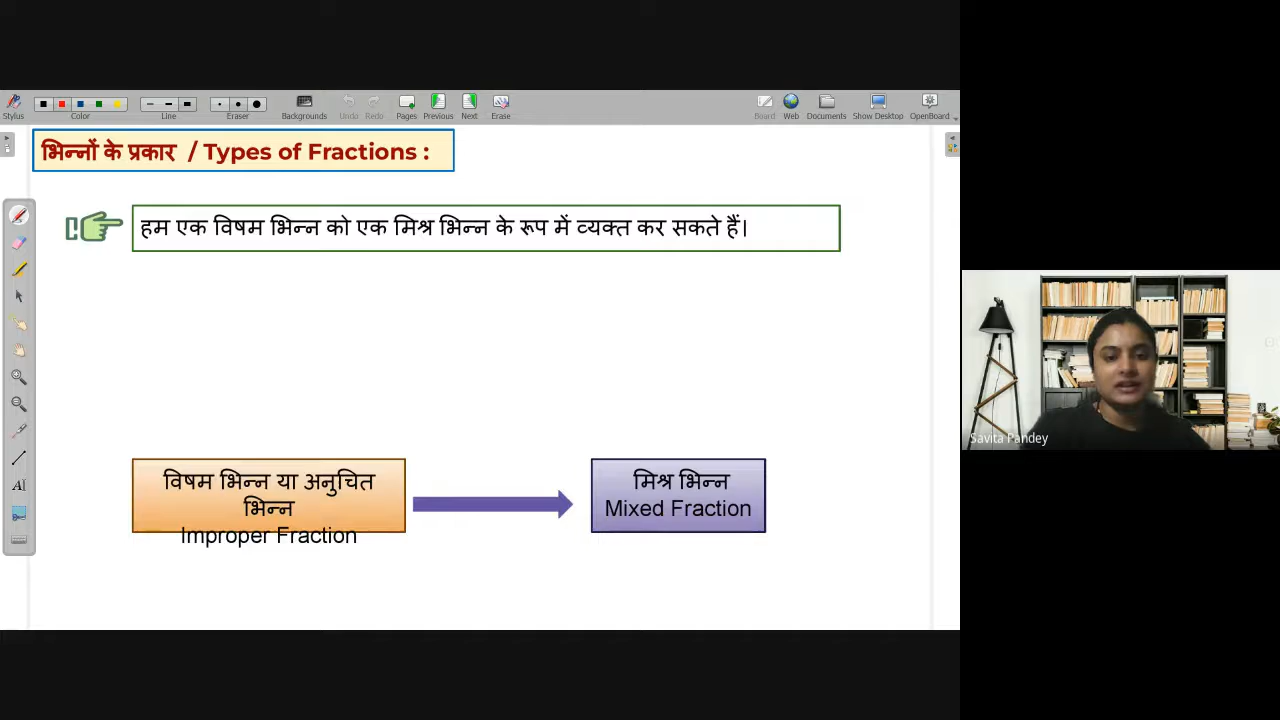 Stylus
Color
Line
Eraser
Backgrounds
Undo
Redo
Pages
Previous
Next
Erase
Board
Web
Documents
Show Desktop
OpenBoard
भिन्नों के प्रकार / Types of Fractions :
हम एक विषम भिन्न को एक मिश्र भिन्न के रूप में व्यक्त कर सकते हैं।
Savita Pandey
विषम भिन्न या अनुचित
भिन्न
Improper Fraction
मिश्र भिन्न
Mixed Fraction